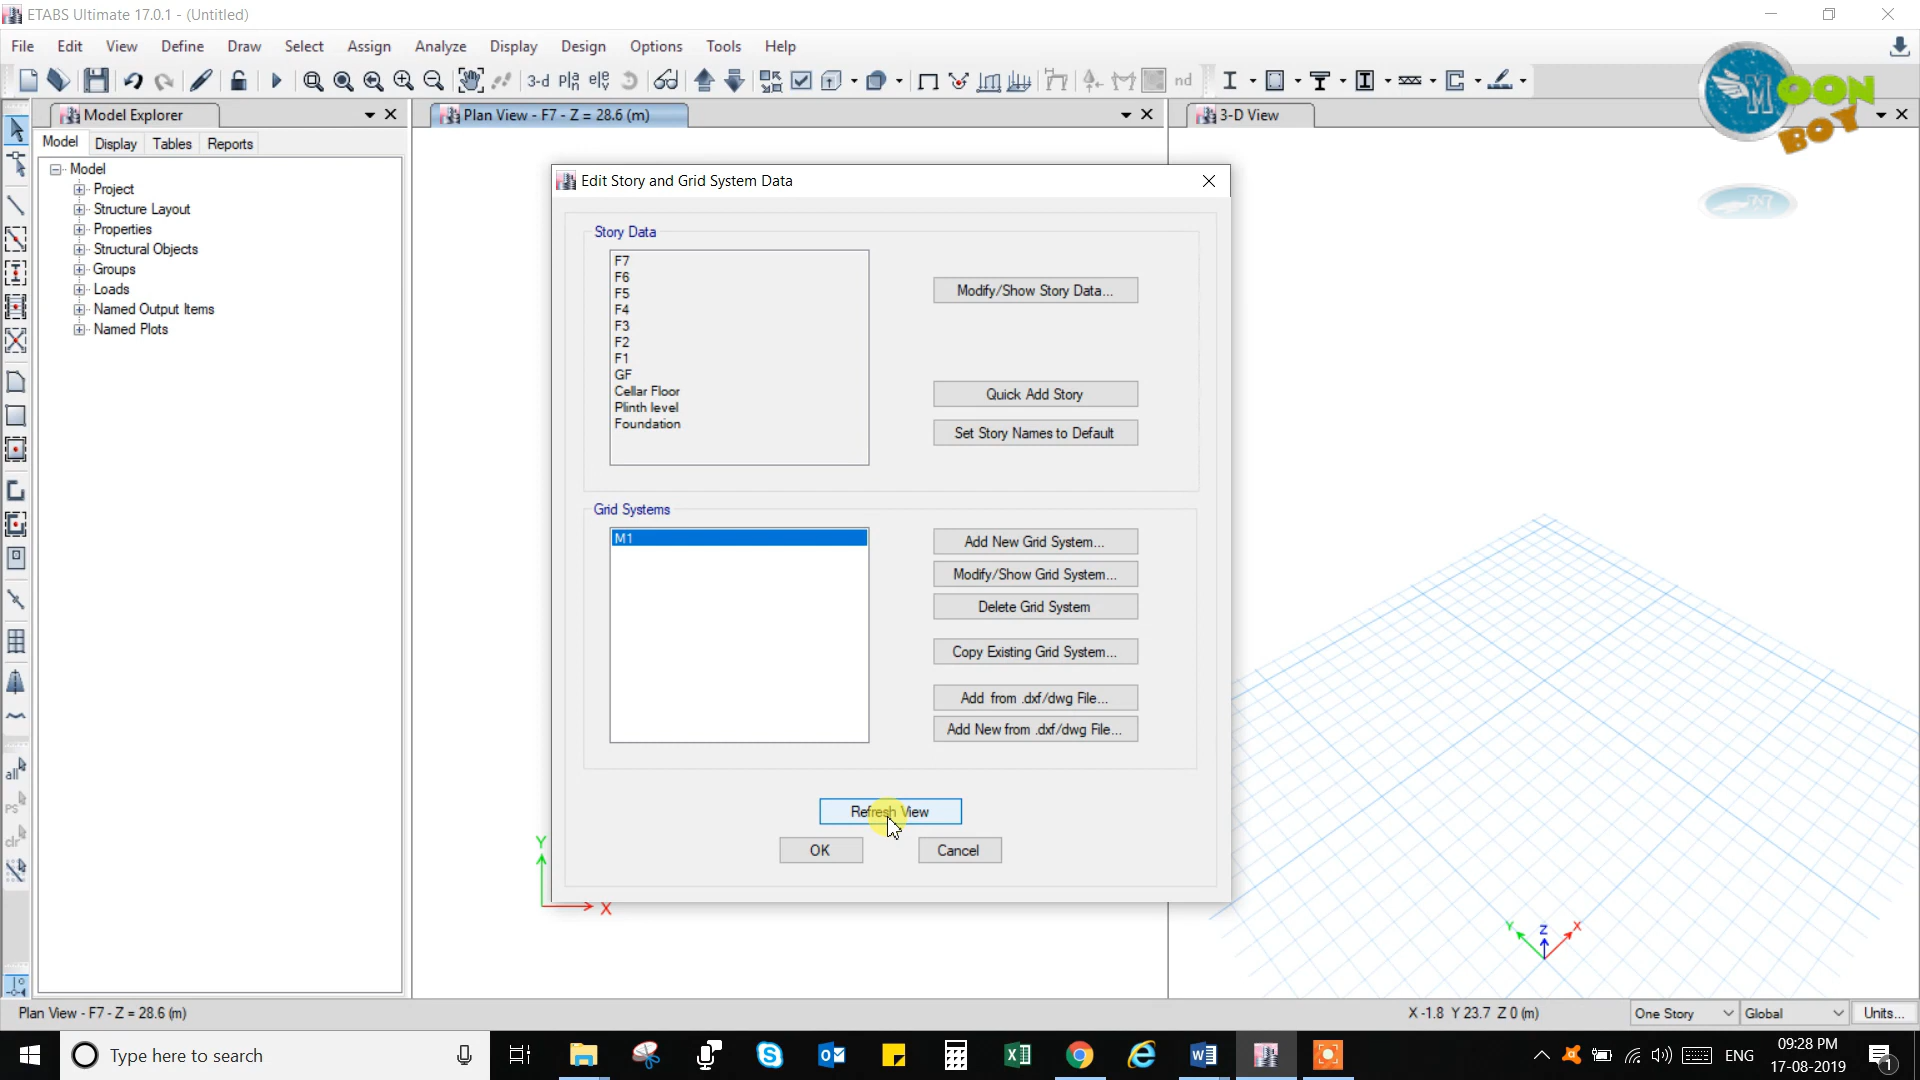 ETABS Ultimate 17.0.1 - (Untitled)
File Edit View Define Draw Select Assign Analyze Display Design Options Tools Help
3-d
nd
MOON
BOY
Model Explorer
Plan View - F7 - Z = 28.6 (m)
3-D View
Model Display Tables Reports
Model
Project
Structure Layout
Properties
Structural Objects
Groups
Loads
Named Output Items
Named Plots
Edit Story and Grid System Data
Story Data
F7
F6
F5
F4
F3
F2
F1
GF
Cellar Floor
Plinth level
Foundation
Modify/Show Story Data...
Quick Add Story
Set Story Names to Default
Grid Systems
M1
Add New Grid System...
Modify/Show Grid System...
Delete Grid System
Copy Existing Grid System...
Add from .dxf/dwg File...
Add New from .dxf/dwg File...
Refresh View
OK
Cancel
Y
X
Y
Z
X
all
ps
clr
Plan View - F7 - Z = 28.6 (m)
X -1.8 Y 23.7 Z 0 (m)
One Story
Global
Units...
Type here to search
ENG
09:28 PM
17-08-2019
1